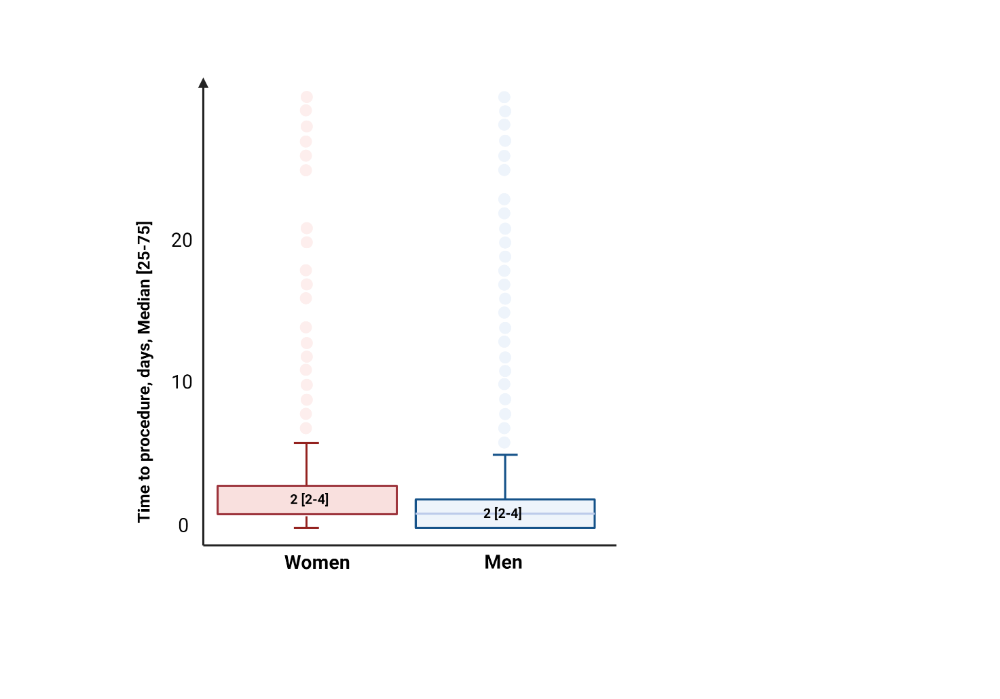 Time to procedure, days, Median [25-75]
20
10
0
2 [2-4]
2 [2-4]
Women
Men